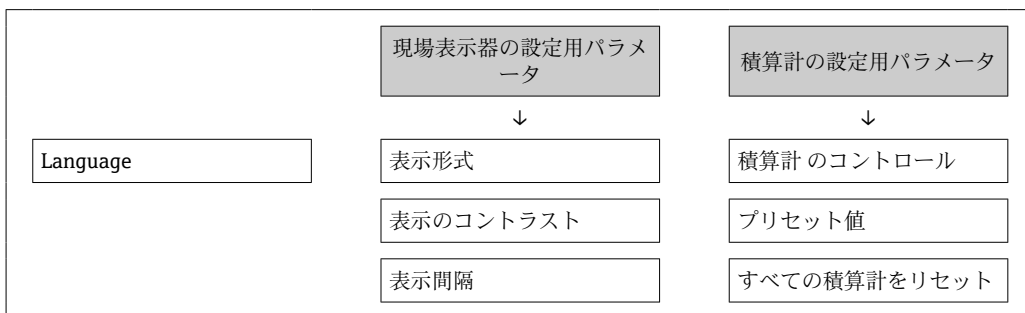 現場表示器の設定用パラメ
ータ
積算計の設定用パラメータ
↓
↓
Language
表示形式
積算計 のコントロール
表示のコントラスト
プリセット値
表示間隔
すべての積算計をリセット